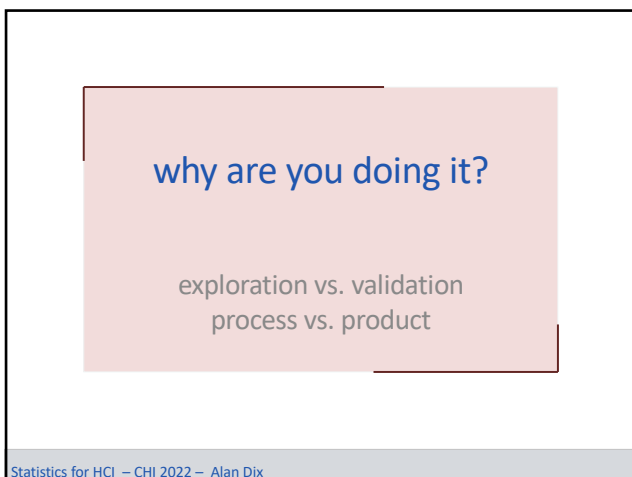 why are you doing it?
exploration vs. validation
process vs. product
Statistics for HCI – CHI 2022 – Alan Dix